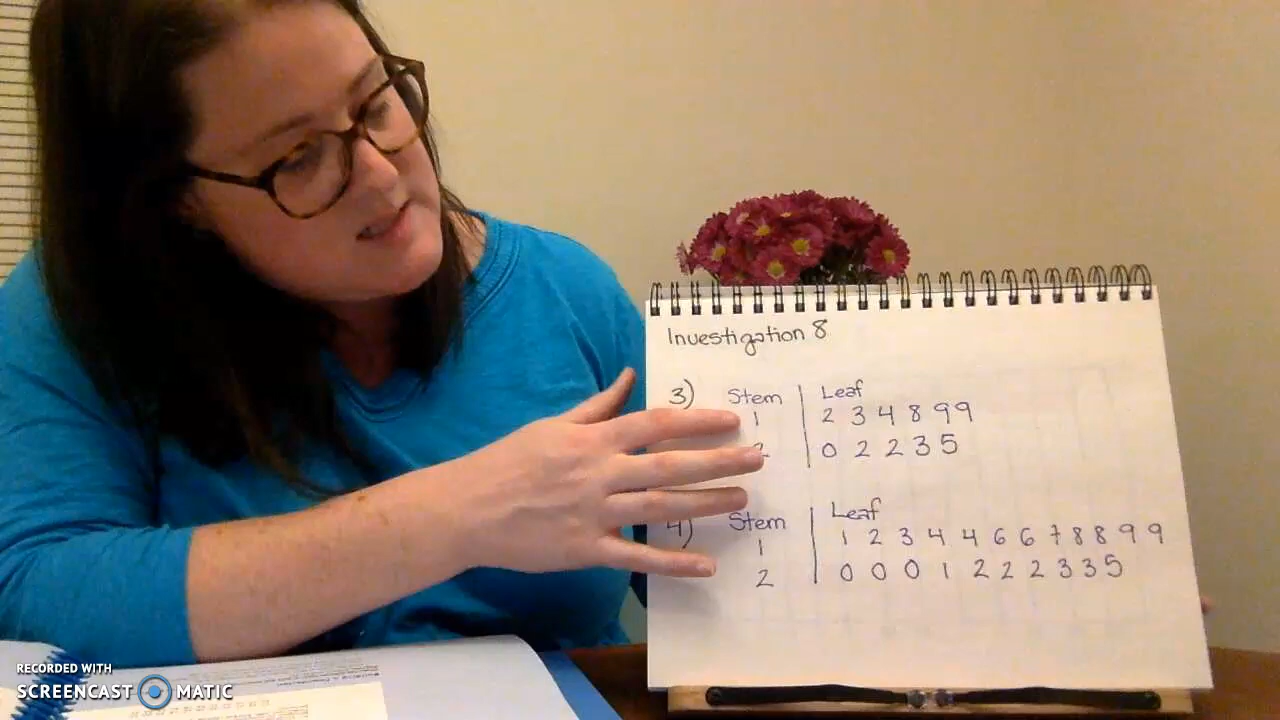 Investigation 8
3) Stem | Leaf
1 | 2 3 4 8 9 9
2 | 0 2 2 3 5
4) Stem | Leaf
1 | 1 2 3 4 4 6 6 7 8 8 9 9
2 | 0 0 0 1 2 2 2 3 3 5
RECORDED WITH
SCREENCAST MATIC